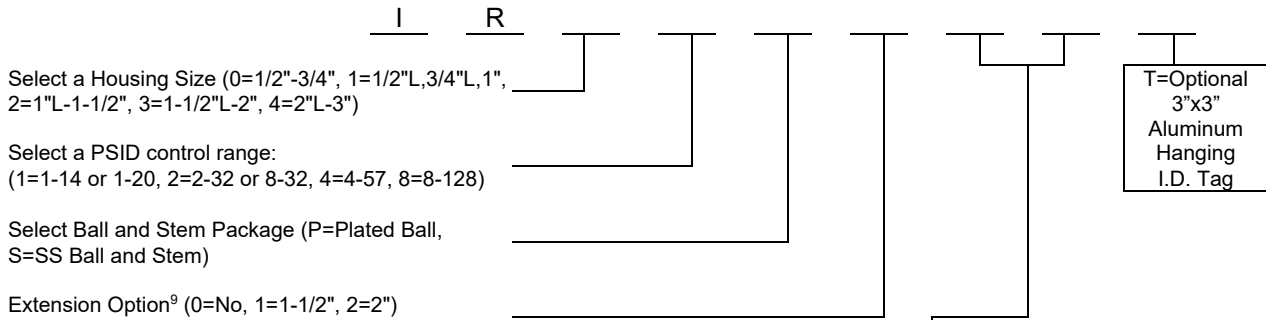 I R
Select a Housing Size (0=1/2"-3/4", 1=1/2"L,3/4"L,1",
2=1"L-1-1/2", 3=1-1/2"L-2", 4=2"L-3")
Select a PSID control range:
(1=1-14 or 1-20, 2=2-32 or 8-32, 4=4-57, 8=8-128)
Select Ball and Stem Package (P=Plated Ball,
S=SS Ball and Stem)
Extension Option⁹ (0=No, 1=1-1/2", 2=2")
T=Optional
3”x3”
Aluminum
Hanging
I.D. Tag